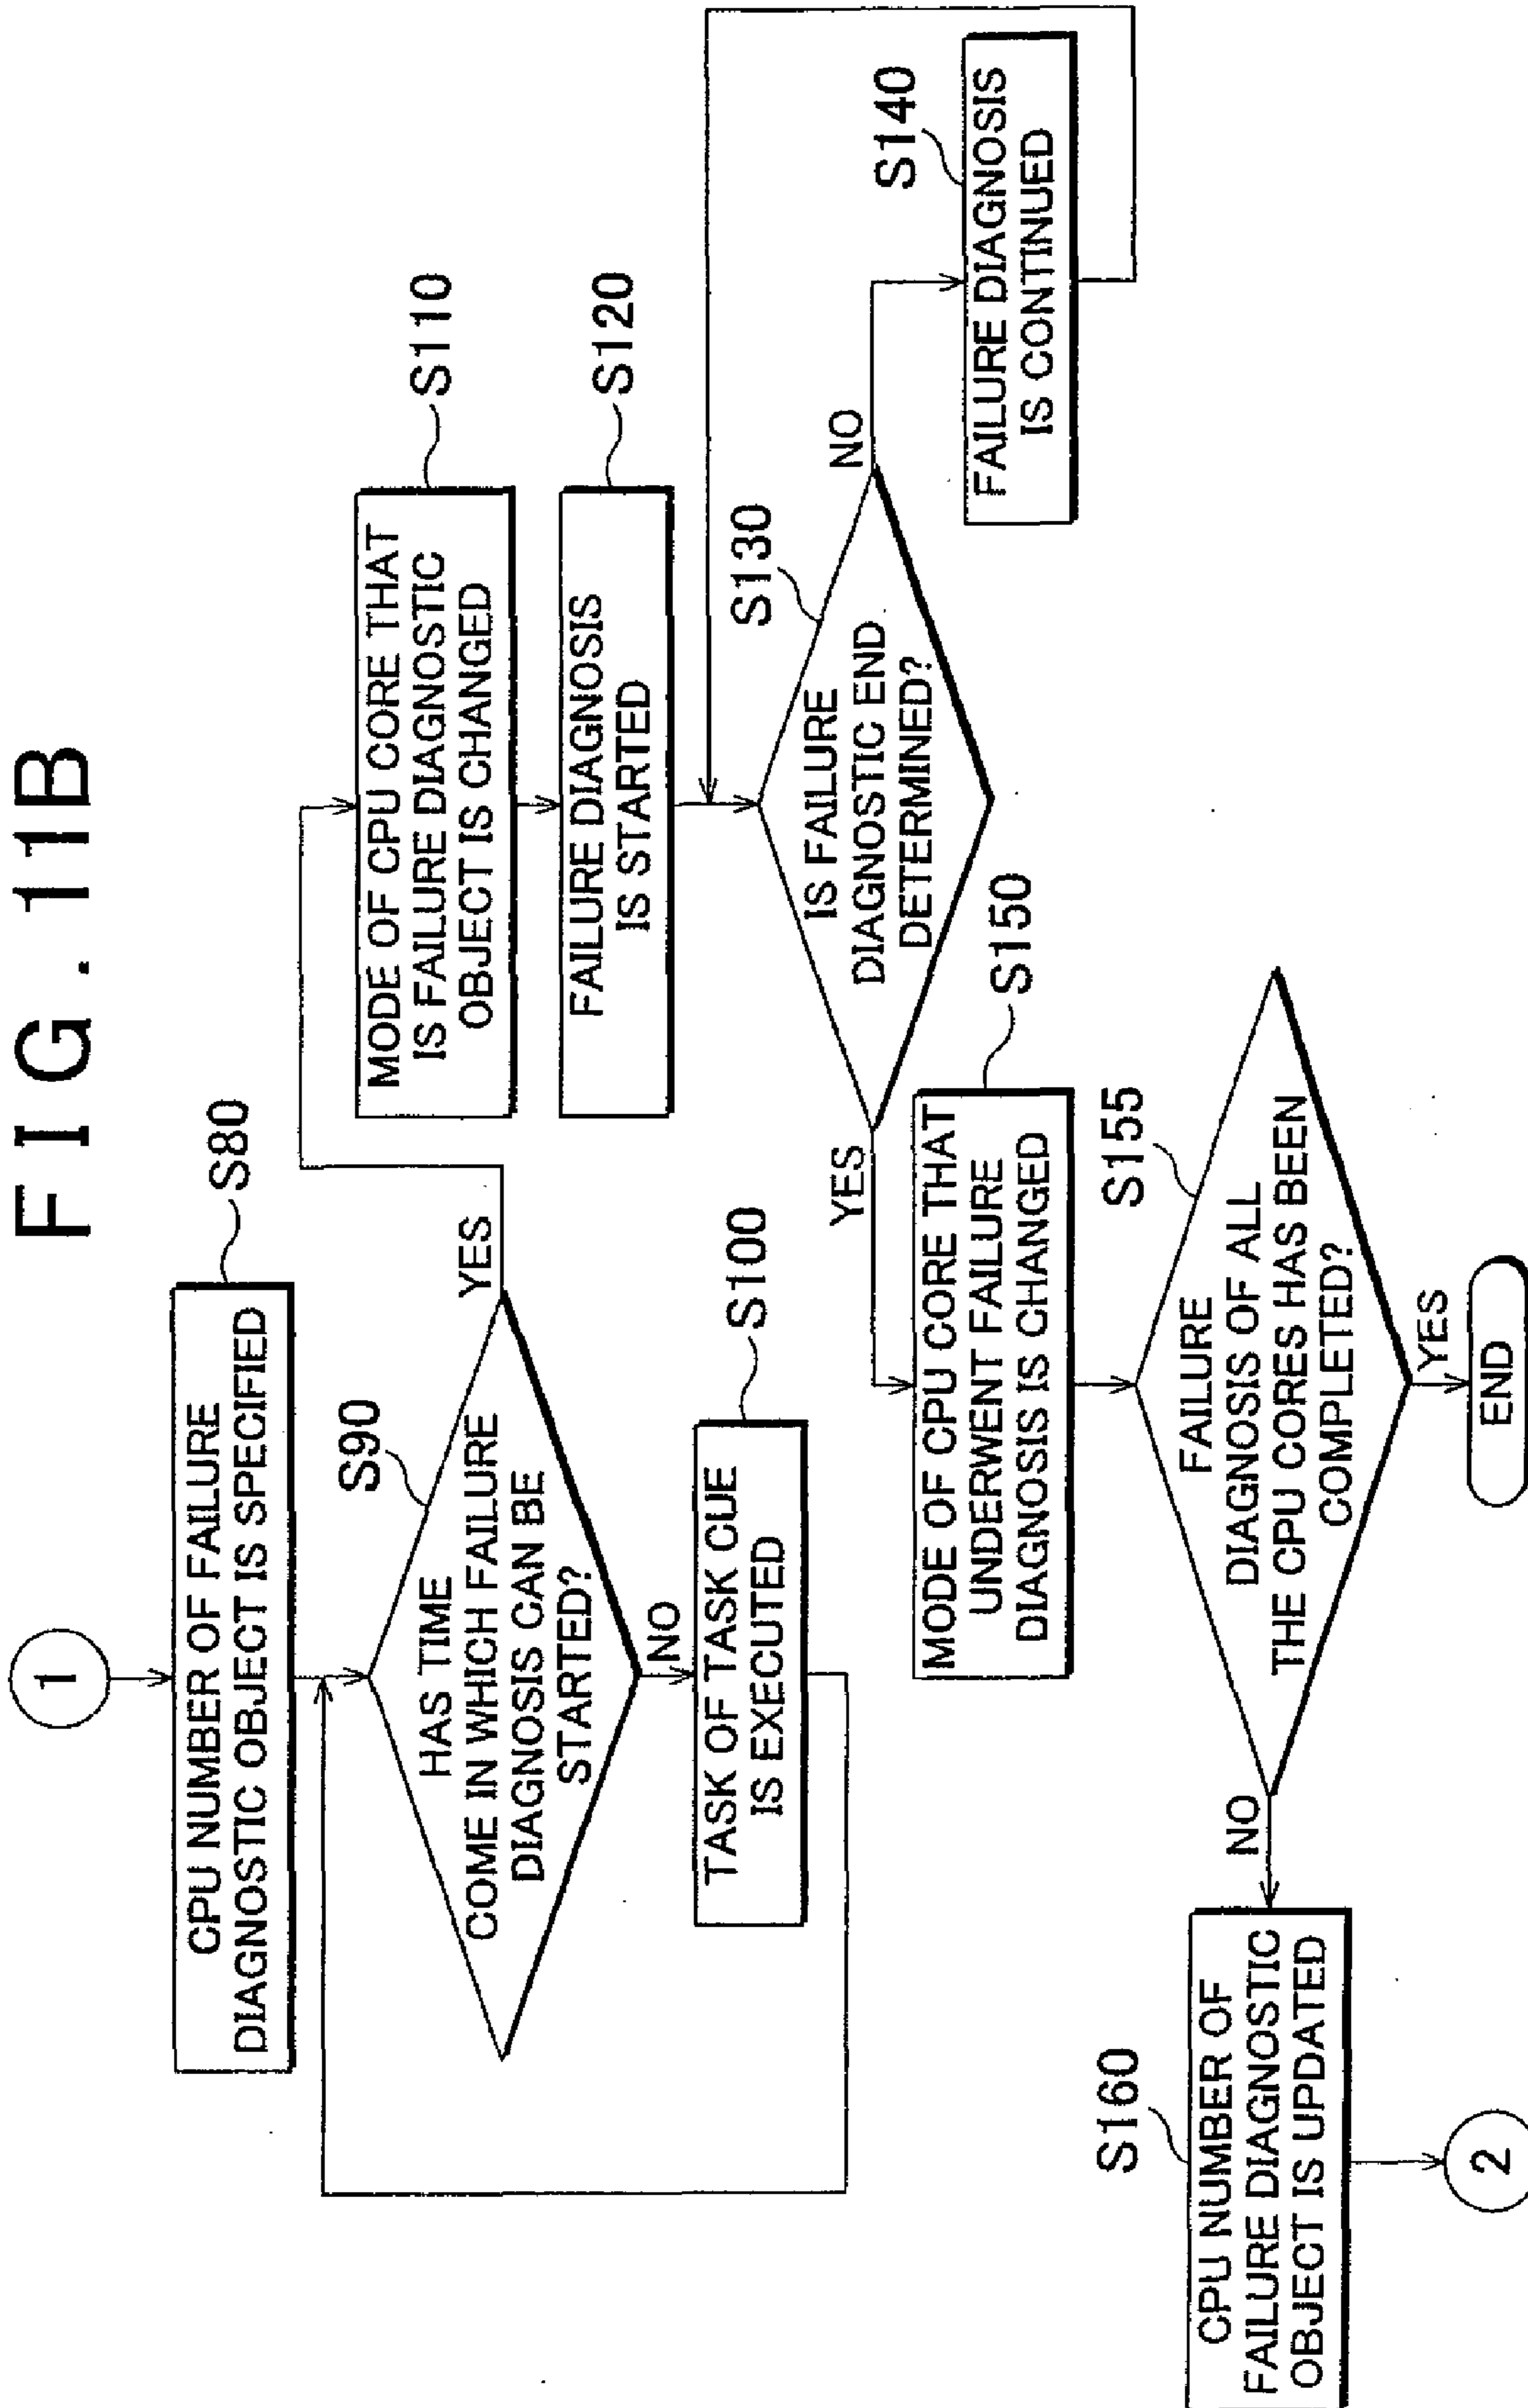 FIG. 11B
1
CPU NUMBER OF FAILURE
DIAGNOSTIC OBJECT IS SPECIFIED
S80
HAS TIME
COME IN WHICH FAILURE
DIAGNOSIS CAN BE
STARTED?
S90
YES
NO
TASK OF TASK CUE
IS EXECUTED
S100
MODE OF CPU CORE THAT
IS FAILURE DIAGNOSTIC
OBJECT IS CHANGED
S110
FAILURE DIAGNOSIS
IS STARTED
S120
IS FAILURE
DIAGNOSTIC END
DETERMINED?
S130
NO
YES
FAILURE DIAGNOSIS
IS CONTINUED
S140
MODE OF CPU CORE THAT
UNDERWENT FAILURE
DIAGNOSIS IS CHANGED
S150
FAILURE
DIAGNOSIS OF ALL
THE CPU CORES HAS BEEN
COMPLETED?
S155
NO
YES
END
CPU NUMBER OF
FAILURE DIAGNOSTIC
OBJECT IS UPDATED
S160
2